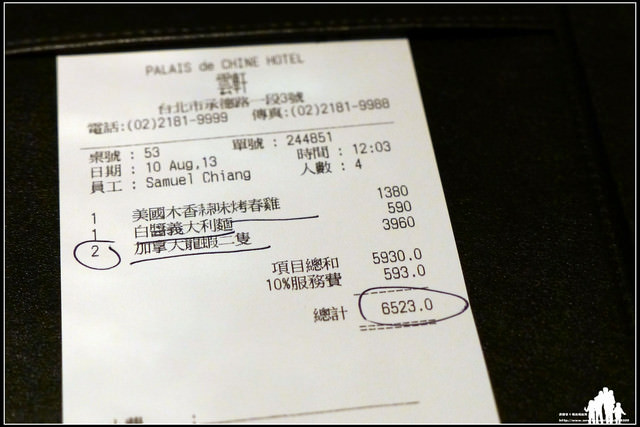 PALAIS de CHINE HOTEL
雲軒
台北市承德路一段3號
電話:(02)2181-9999 傳真:(02)2181-9988
桌號 : 53 單號 : 244851
日期 : 10 Aug,13 時間 : 12:03
員工 : Samuel Chiang 人數 : 4
1 美國木香蒜味烤春雞 1380
1 白醬義大利麵 590
2 加拿大龍蝦二隻 3960
項目總和 5930.0
10%服務費 593.0
總計 6523.0